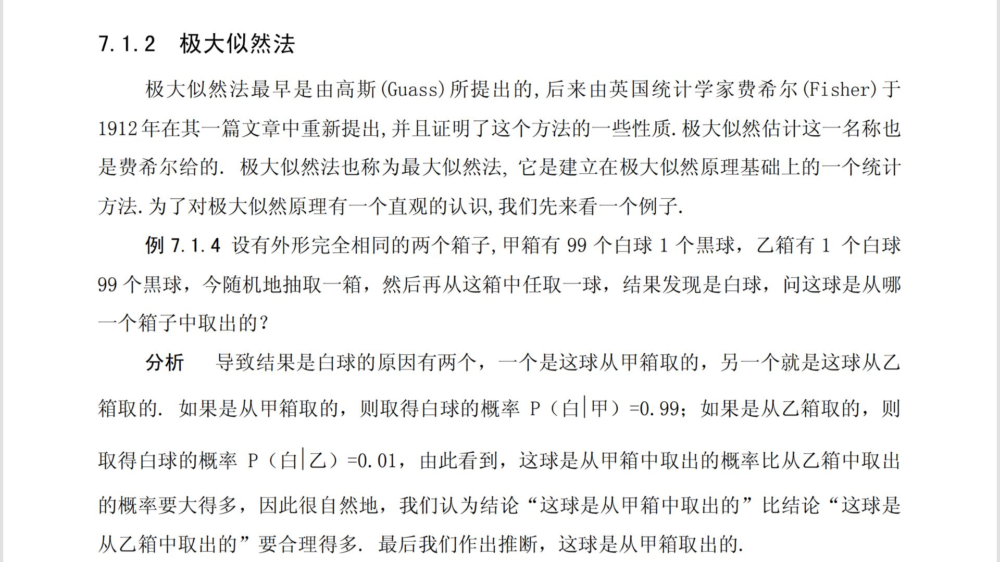 7.1.2 极大似然法
极大似然法最早是由高斯(Guass)所提出的,后来由英国统计学家费希尔(Fisher)于
1912年在其一篇文章中重新提出,并且证明了这个方法的一些性质.极大似然估计这一名称也
是费希尔给的. 极大似然法也称为最大似然法, 它是建立在极大似然原理基础上的一个统计
方法.为了对极大似然原理有一个直观的认识,我们先来看一个例子.
例 7.1.4 设有外形完全相同的两个箱子,甲箱有 99 个白球 1 个黒球，乙箱有 1 个白球
99 个黒球，今随机地抽取一箱，然后再从这箱中任取一球，结果发现是白球，问这球是从哪
一个箱子中取出的?
分析 导致结果是白球的原因有两个，一个是这球从甲箱取的，另一个就是这球从乙
箱取的. 如果是从甲箱取的，则取得白球的概率 P（白|甲）=0.99；如果是从乙箱取的，则
取得白球的概率 P（白|乙）=0.01，由此看到，这球是从甲箱中取出的概率比从乙箱中取出
的概率要大得多，因此很自然地，我们认为结论“这球是从甲箱中取出的”比结论“这球是
从乙箱中取出的”要合理得多. 最后我们作出推断，这球是从甲箱取出的.